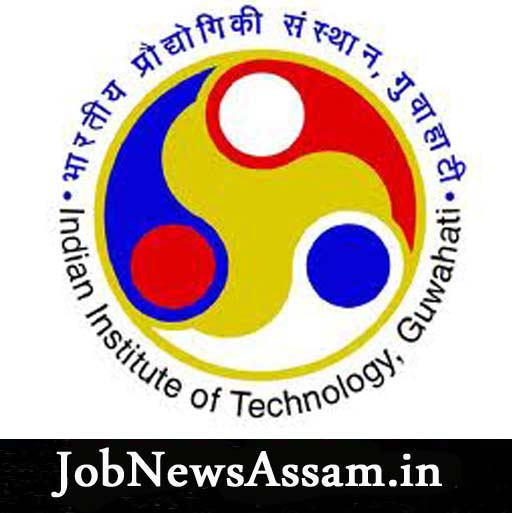 • भारतीय प्रौद्योगिकी संस्थान, गुवाहाटी •
Indian Institute of Technology, Guwahati
JobNewsAssam.in